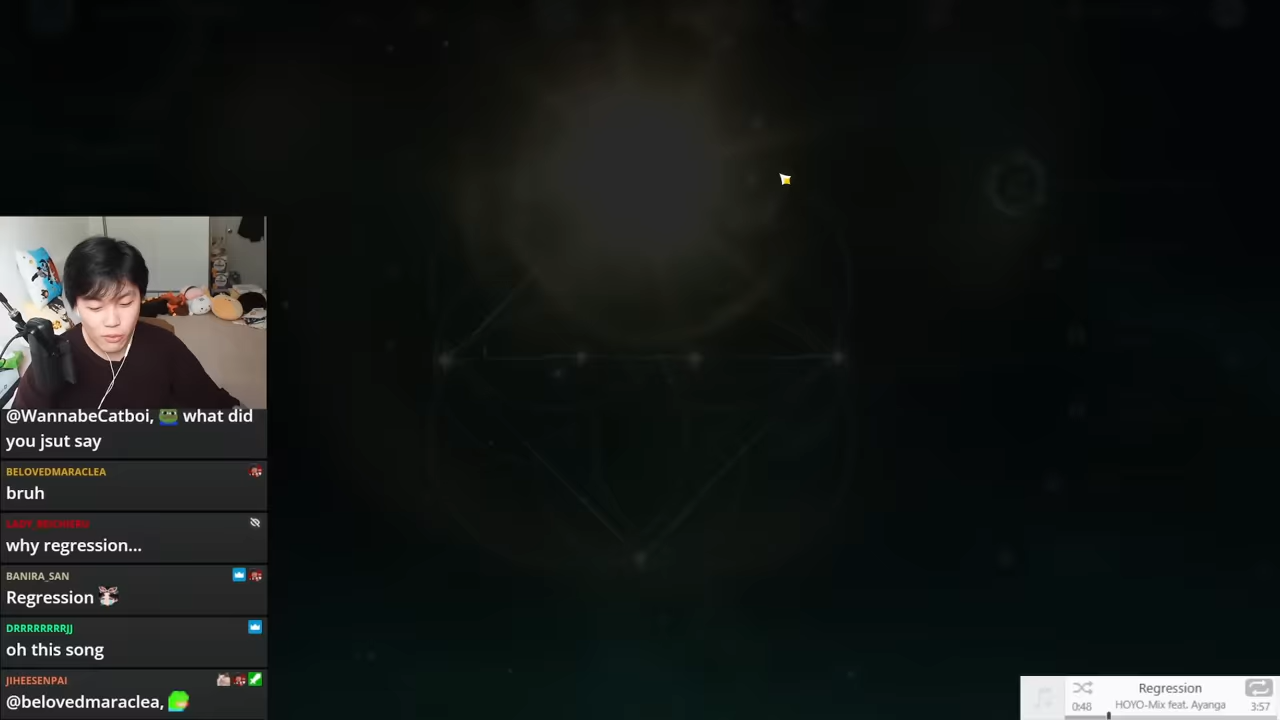 @WannabeCatboi, what did
you jsut say
BELOVEDMARACLEA
bruh
LADY_REICHIERU
why regression...
BANIRA_SAN
Regression
DRRRRRRRRJJ
oh this song
JIHEESENPAI
@belovedmaraclea,
Regression
0:48 HOYO-Mix feat. Ayanga 3:57